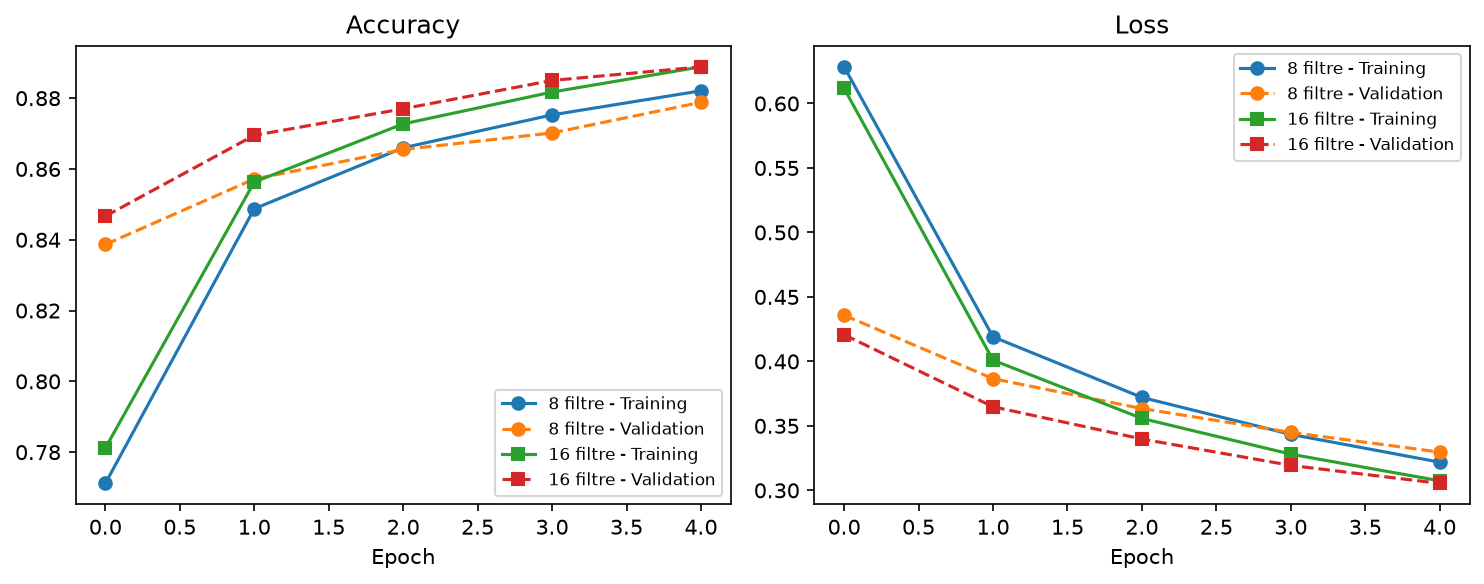 Accuracy
0.88
0.86
0.84
0.82
0.80
0.78
0.0 0.5 1.0 1.5 2.0 2.5 3.0 3.5 4.0
Epoch
8 filtre - Training
8 filtre - Validation
16 filtre - Training
16 filtre - Validation
Loss
0.60
0.55
0.50
0.45
0.40
0.35
0.30
0.0 0.5 1.0 1.5 2.0 2.5 3.0 3.5 4.0
Epoch
8 filtre - Training
8 filtre - Validation
16 filtre - Training
16 filtre - Validation